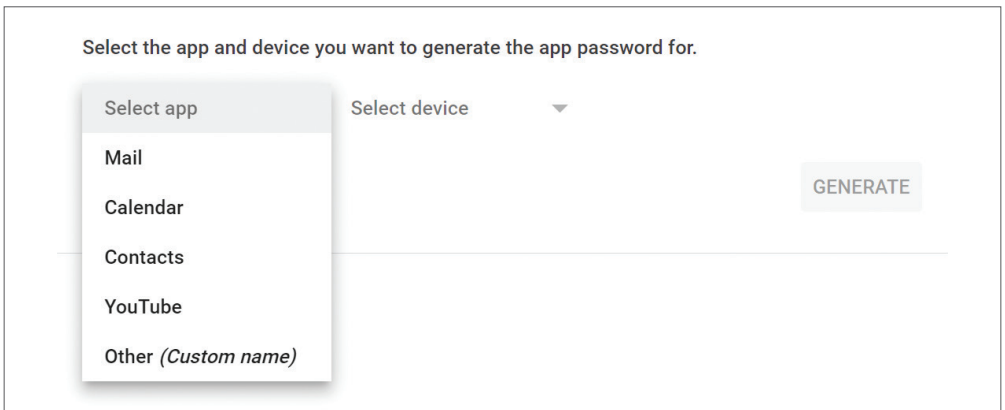 Select the app and device you want to generate the app password for.
Select app
Select device
Mail
Calendar
GENERATE
Contacts
YouTube
Other (Custom name)